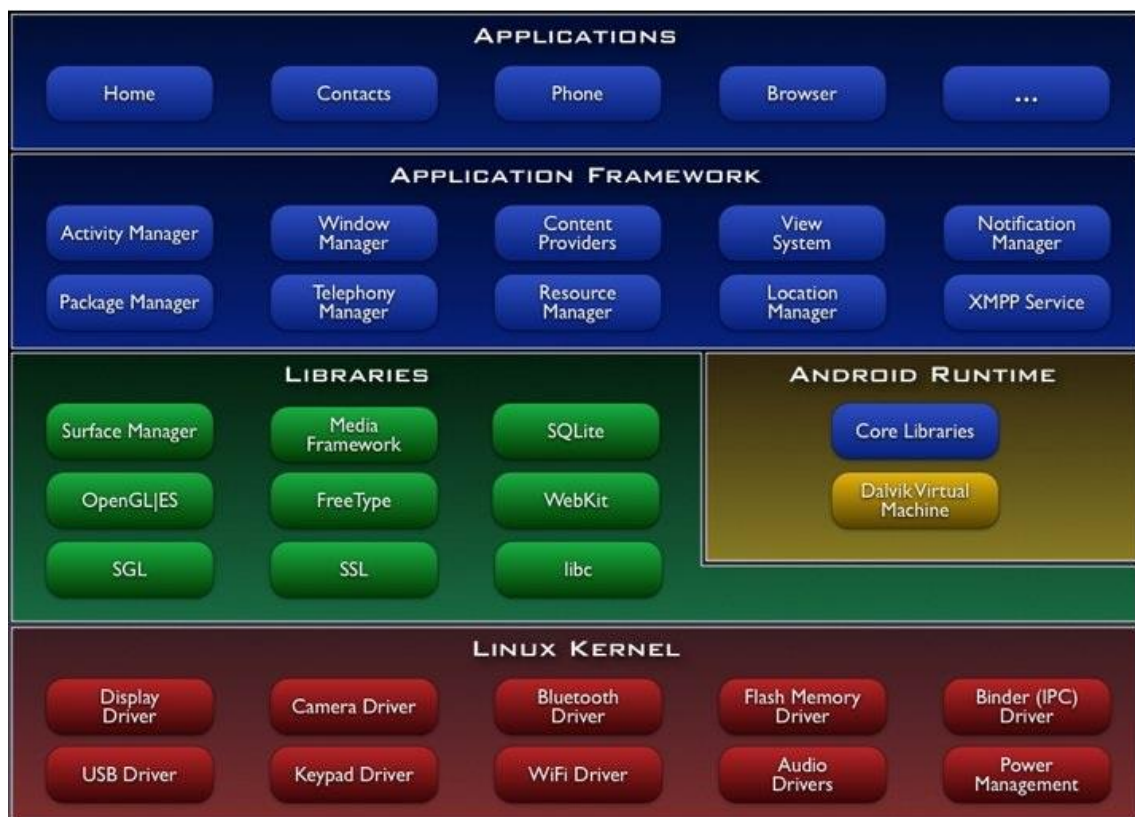 APPLICATIONS
Home
Contacts
Phone
Browser
...
APPLICATION FRAMEWORK
Activity Manager
Window
Manager
Content
Providers
View
System
Notification
Manager
Package Manager
Telephony
Manager
Resource
Manager
Location
Manager
XMPP Service
LIBRARIES
Surface Manager
Media
Framework
SQLite
OpenGL|ES
FreeType
WebKit
SGL
SSL
libc
ANDROID RUNTIME
Core Libraries
Dalvik Virtual
Machine
LINUX KERNEL
Display
Driver
Camera Driver
Bluetooth
Driver
Flash Memory
Driver
Binder (IPC)
Driver
USB Driver
Keypad Driver
WiFi Driver
Audio
Drivers
Power
Management